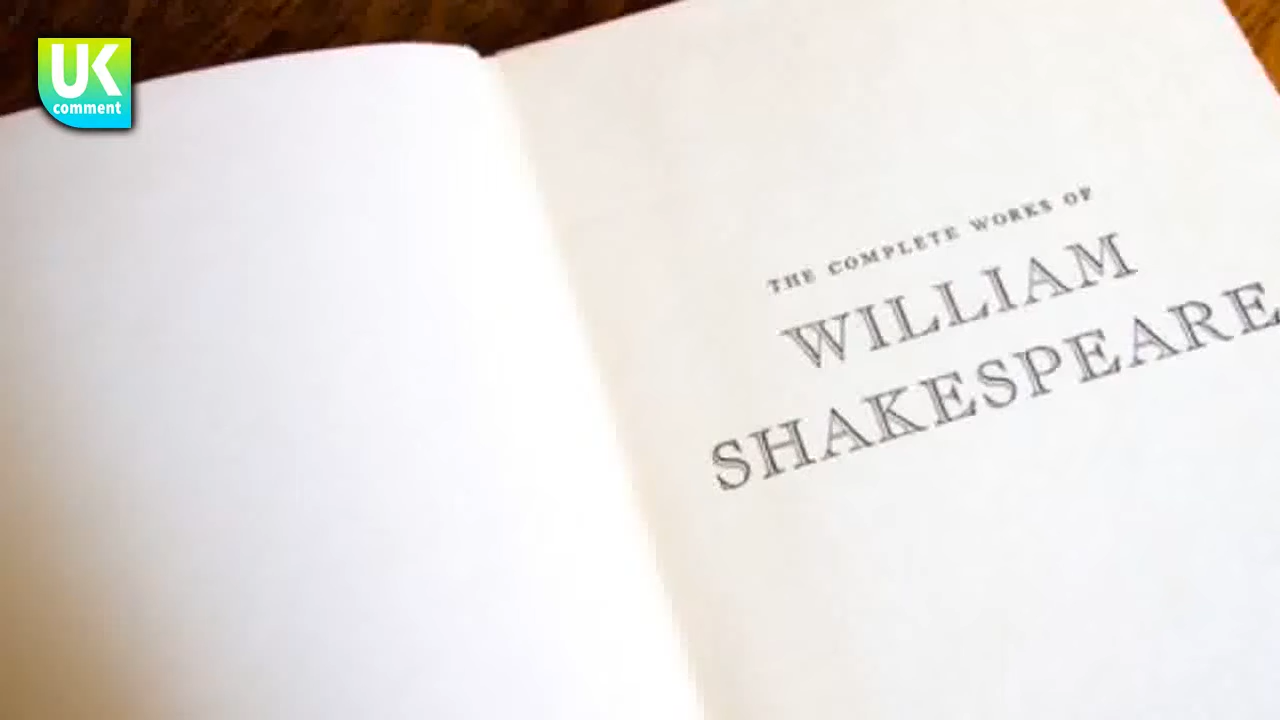 UK
comment
THE COMPLETE WORKS OF
WILLIAM
SHAKESPEARE